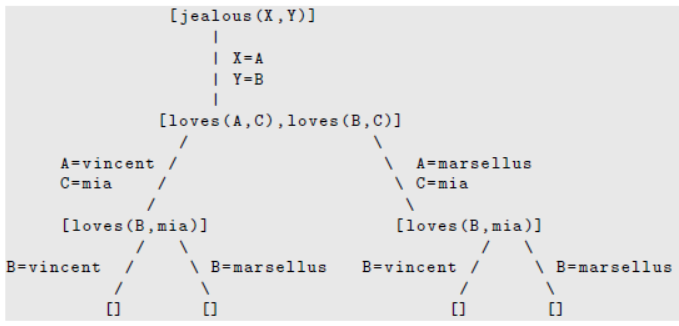 [jealous(X,Y)]
|
| X=A
| Y=B
|
[loves(A,C),loves(B,C)]
/ \
A=vincent / \ A=marsellus
C=mia / \ C=mia
/ \
[loves(B,mia)] [loves(B,mia)]
/ \ / \
B=vincent / \ B=marsellus B=vincent / \ B=marsellus
/ \ / \
[] [] [] []